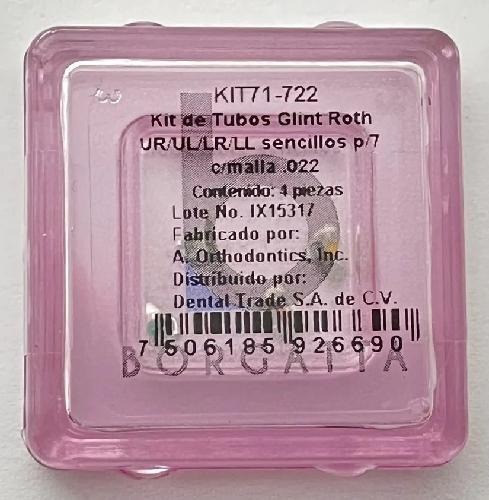 KIT71-722
Kit de Tubos Glint Roth
UR/UL/LR/LL sencillos p/7
c/malla .022
Contenido: 4 piezas
Lote No. IX15317
Fabricado por:
A. Orthodontics, Inc.
Distribuido por:
Dental Trade S.A. de C.V.
7 506185 926690
BORGATTA